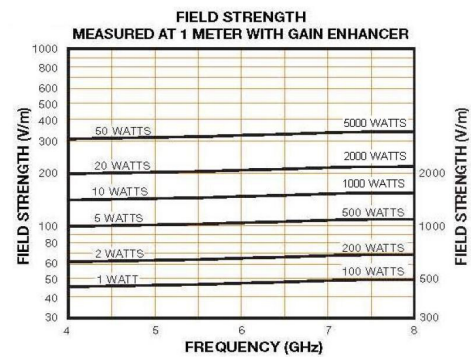 FIELD STRENGTH
MEASURED AT 1 METER WITH GAIN ENHANCER
FIELD STRENGTH (V/m)
1000
800
600
500
400
300
200
100
80
60
50
40
30
50 WATTS
5000 WATTS
20 WATTS
2000 WATTS
10 WATTS
1000 WATTS
5 WATTS
500 WATTS
2 WATTS
200 WATTS
1 WATT
100 WATTS
2000
1000
500
300
FIELD STRENGTH (V/m)
4 5 6 7 8
FREQUENCY (GHz)